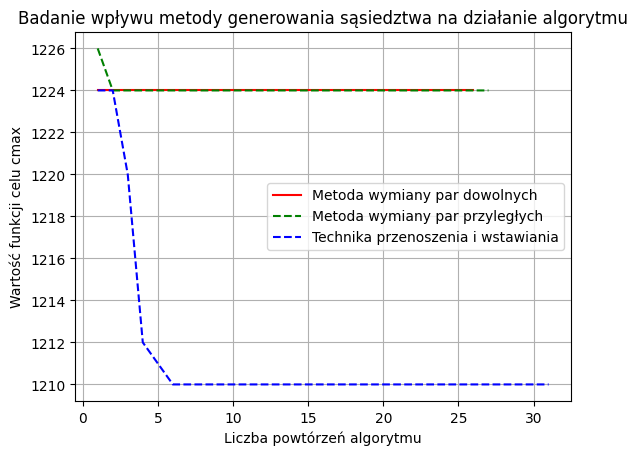 Badanie wpływu metody generowania sąsiedztwa na działanie algorytmu
1226
1224
1222
1220
1218
1216
1214
1212
1210
Wartość funkcji celu cmax
Metoda wymiany par dowolnych
Metoda wymiany par przyległych
Technika przenoszenia i wstawiania
0 5 10 15 20 25 30
Liczba powtórzeń algorytmu